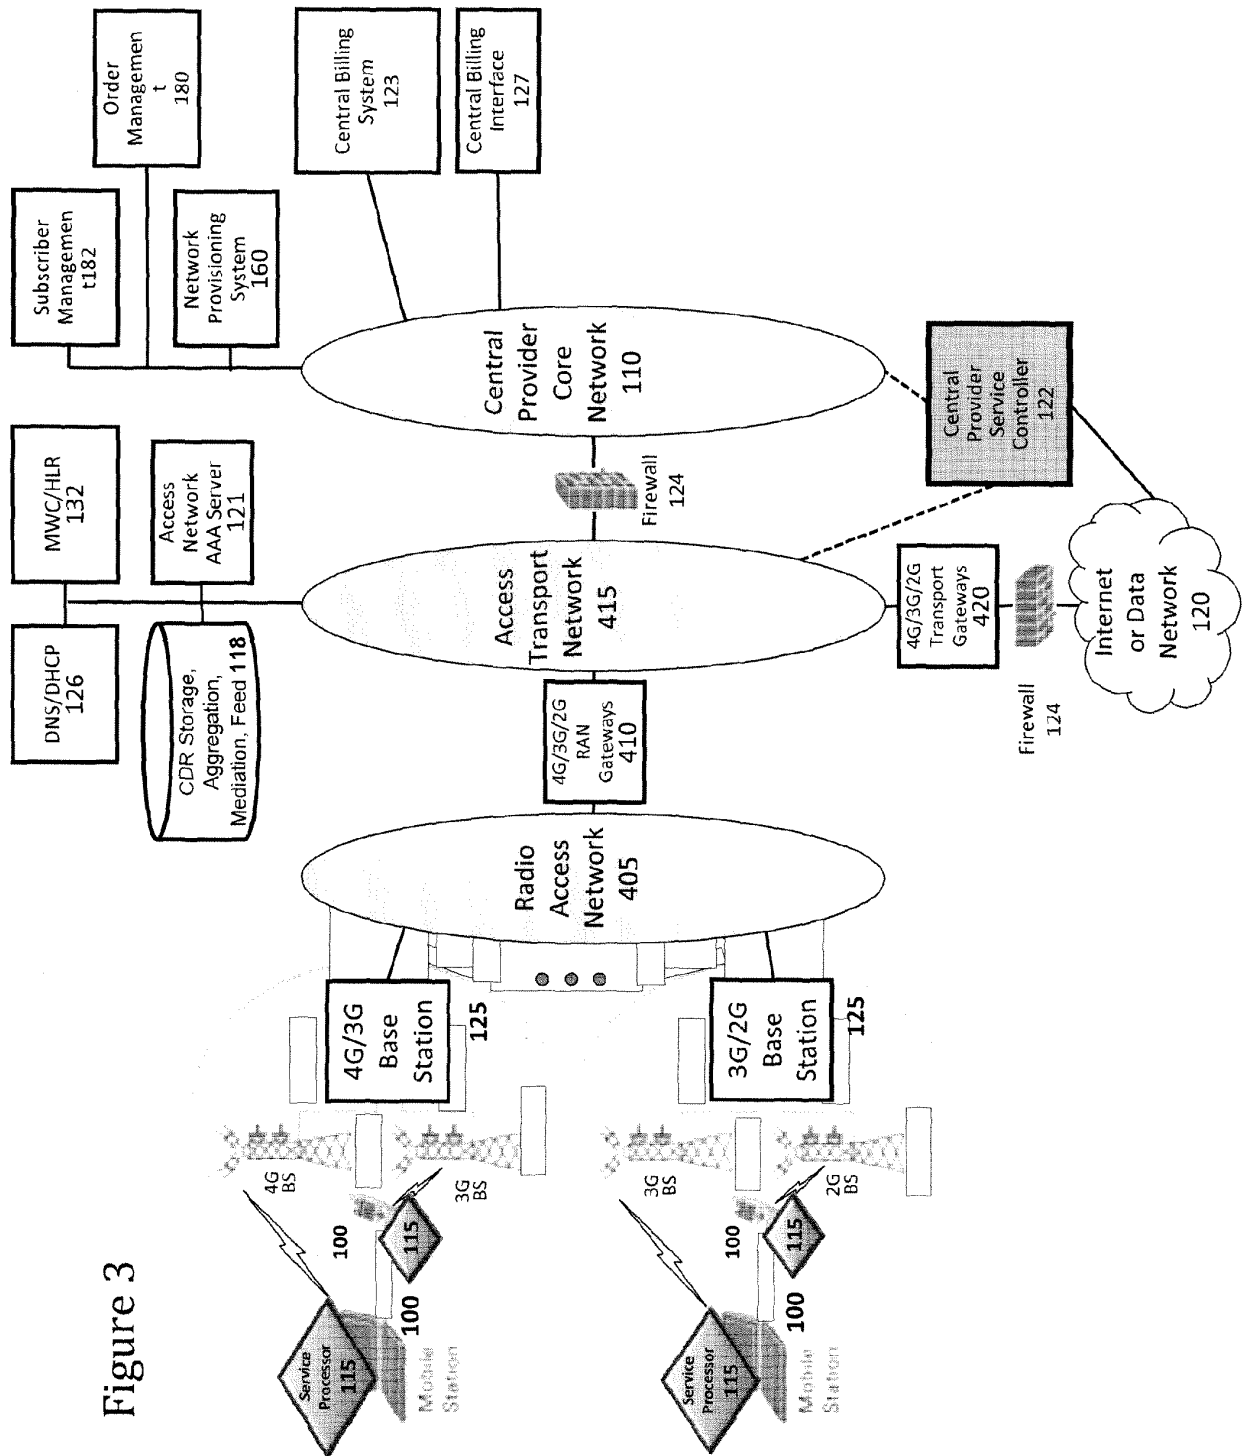 Figure 3
Subscriber
Managemen
t182
Order
Managemen
t
180
Network
Provisioning
System
160
Central Billing
System
123
Central Billing
Interface
127
MWC/HLR
132
Access
Network
AAA Server
121
DNS/DHCP
126
CDR Storage,
Aggregation,
Mediation, Feed 118
Central
Provider
Core
Network
110
Firewall
124
Access
Transport
Network
415
4G/3G/2G
RAN
Gateways
410
Radio
Access
Network
405
Central
Provider
Service
Controller
122
4G/3G/2G
Transport
Gateways
420
Firewall
124
Internet
or Data
Network
120
4G/3G
Base
Station
125
3G/2G
Base
Station
125
4G
BS
3G
BS
3G
BS
2G
BS
100
115
100
Service
Processor
115
Mobile
Station
100
115
100
Service
Processor
115
Mobile
Station